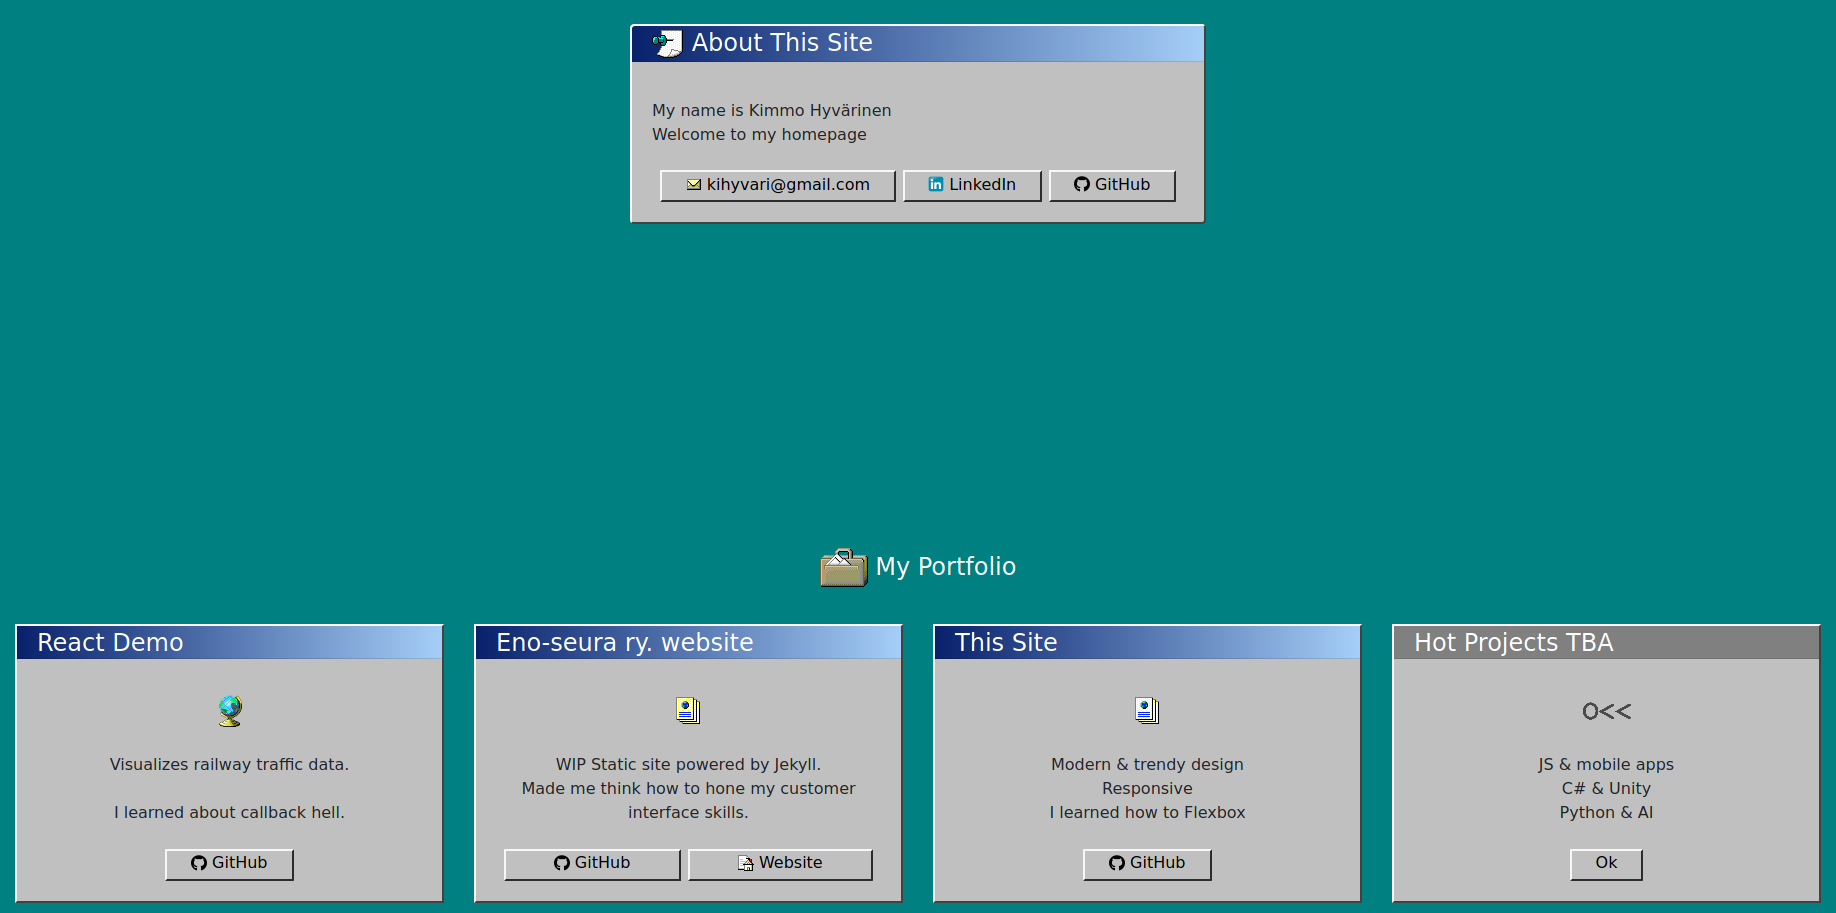 About This Site
My name is Kimmo Hyvärinen
Welcome to my homepage
kihyvari@gmail.com
LinkedIn
GitHub
My Portfolio
React Demo
Visualizes railway traffic data.
I learned about callback hell.
GitHub
Eno-seura ry. website
WIP Static site powered by Jekyll.
Made me think how to hone my customer
interface skills.
GitHub
Website
This Site
Modern & trendy design
Responsive
I learned how to Flexbox
GitHub
Hot Projects TBA
O<<
JS & mobile apps
C# & Unity
Python & AI
Ok